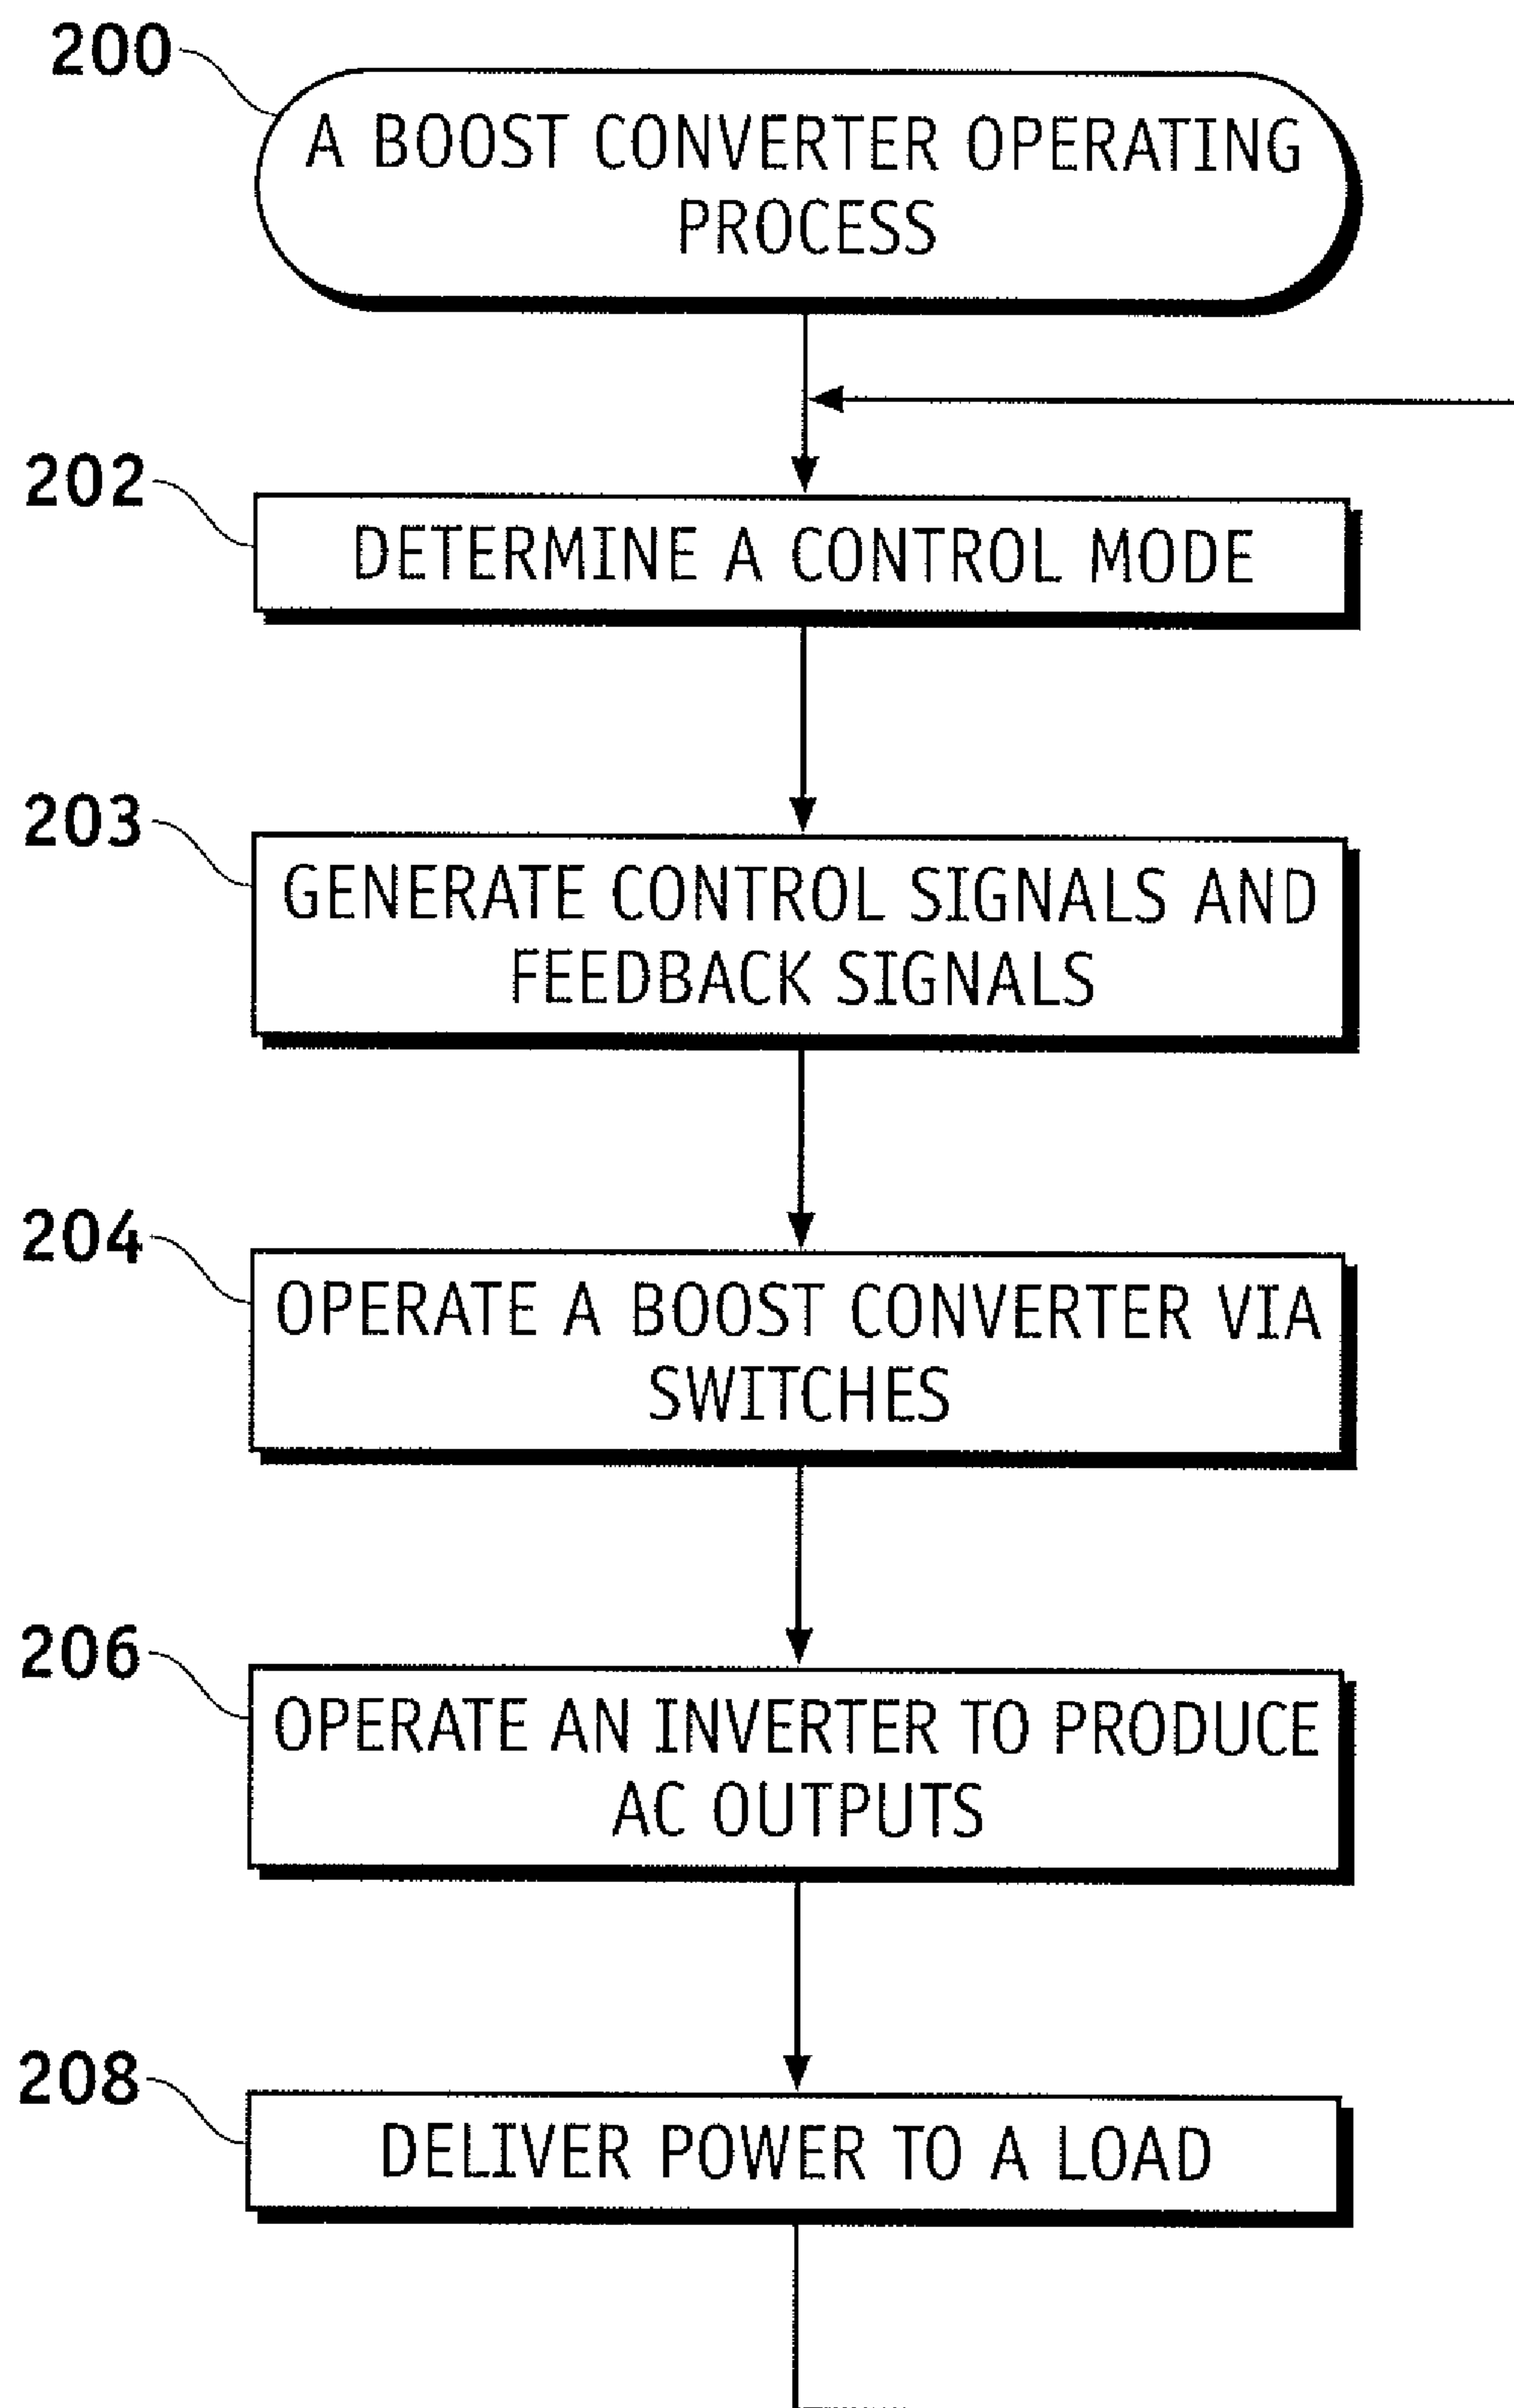 200
A BOOST CONVERTER OPERATING
PROCESS
202
DETERMINE A CONTROL MODE
203
GENERATE CONTROL SIGNALS AND
FEEDBACK SIGNALS
204
OPERATE A BOOST CONVERTER VIA
SWITCHES
206
OPERATE AN INVERTER TO PRODUCE
AC OUTPUTS
208
DELIVER POWER TO A LOAD